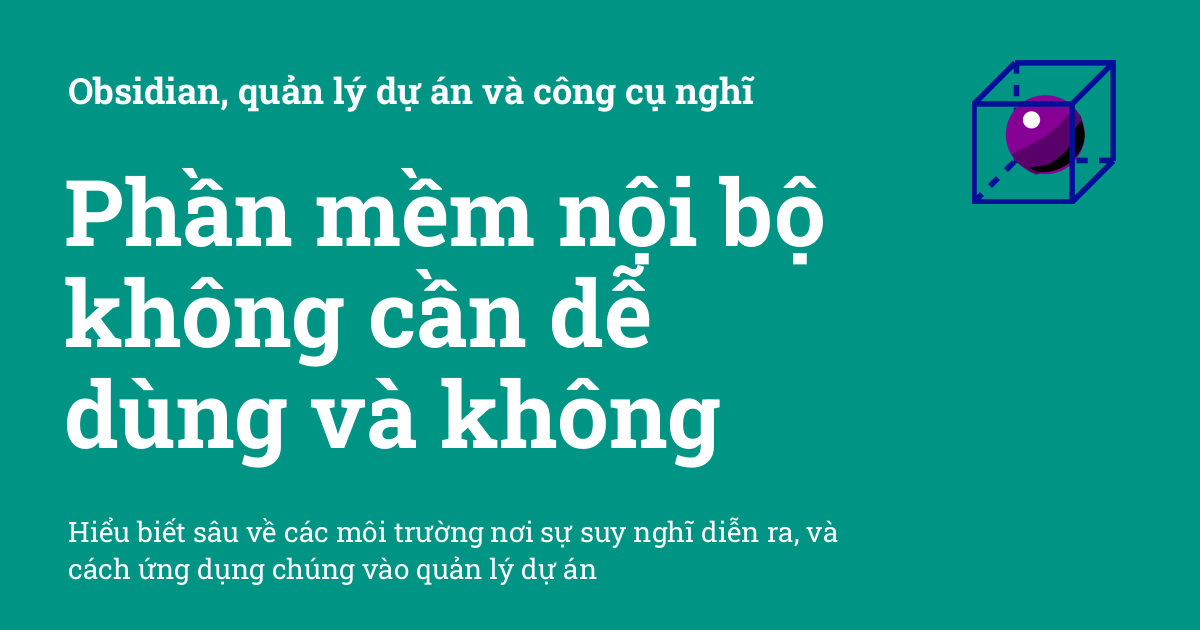 Obsidian, quản lý dự án và công cụ nghĩ
Phần mềm nội bộ
không cần dễ
dùng và không
Hiểu biết sâu về các môi trường nơi sự suy nghĩ diễn ra, và
cách ứng dụng chúng vào quản lý dự án